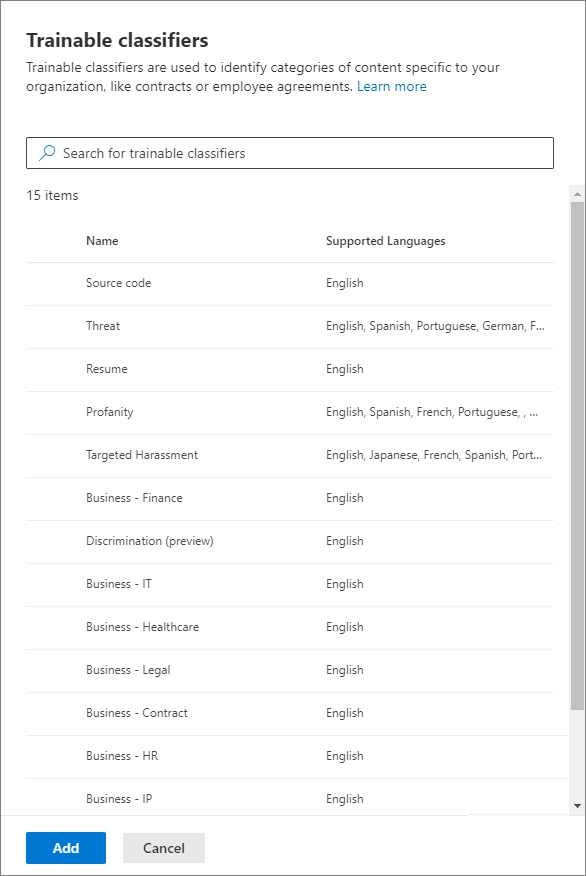 Trainable classifiers
Trainable classifiers are used to identify categories of content specific to your
organization, like contracts or employee agreements. Learn more
Search for trainable classifiers
15 items
Name Supported Languages
Source code English
Threat English, Spanish, Portuguese, German, F...
Resume English
Profanity English, Spanish, French, Portuguese, , ...
Targeted Harassment English, Japanese, French, Spanish, Port...
Business - Finance English
Discrimination (preview) English
Business - IT English
Business - Healthcare English
Business - Legal English
Business - Contract English
Business - HR English
Business - IP English
Add Cancel